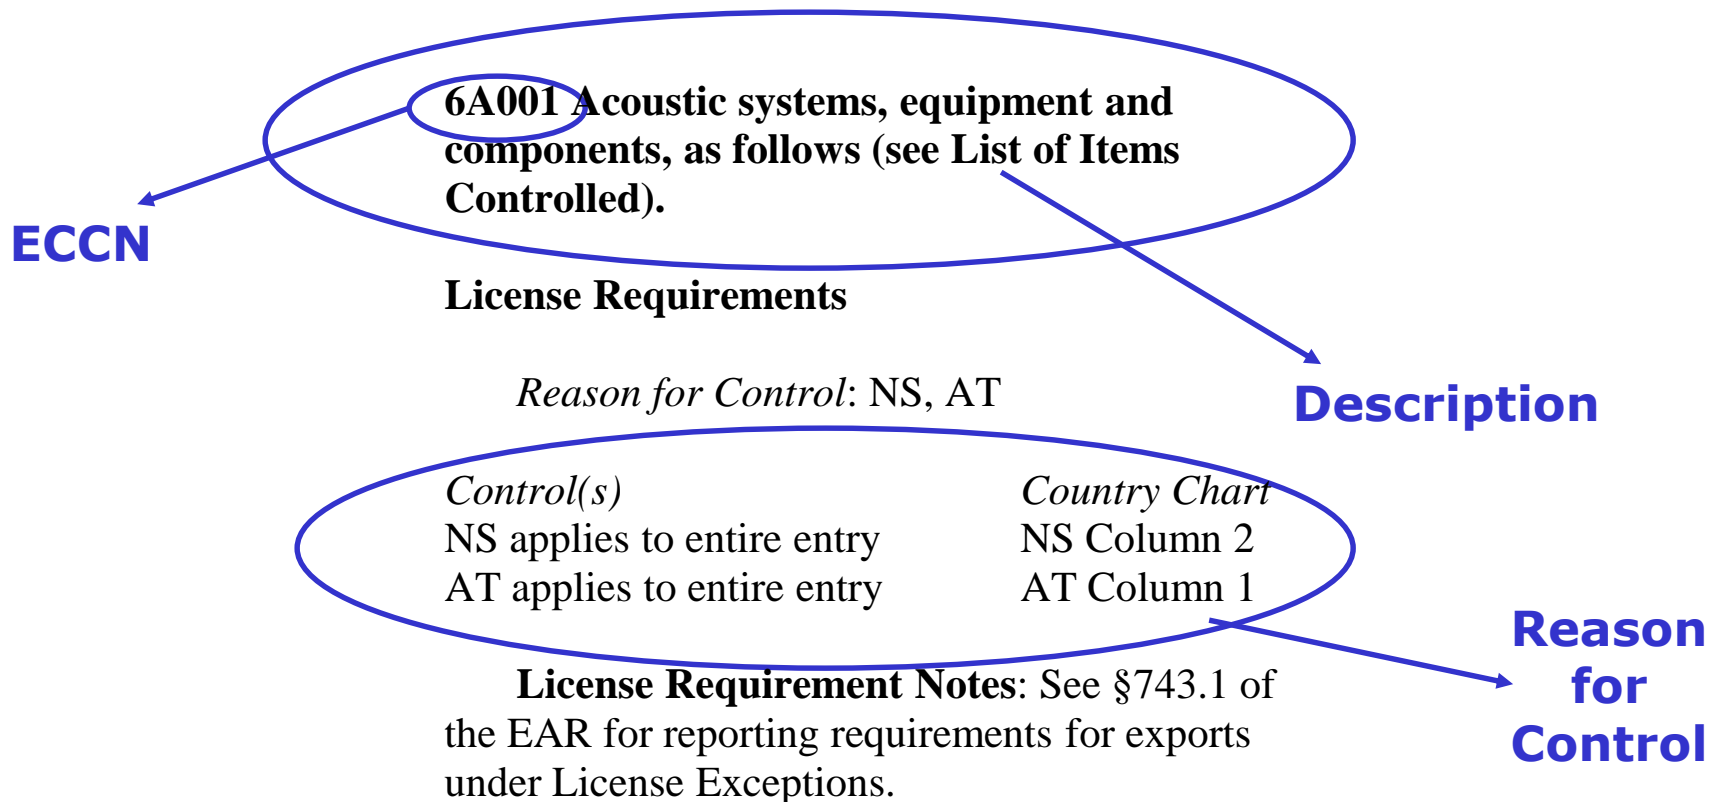 6A001 Acoustic systems, equipment and
components, as follows (see List of Items
Controlled).
ECCN
License Requirements
Reason for Control: NS, AT
Description
Control(s) Country Chart
NS applies to entire entry NS Column 2
AT applies to entire entry AT Column 1
Reason
for
Control
License Requirement Notes: See §743.1 of
the EAR for reporting requirements for exports
under License Exceptions.